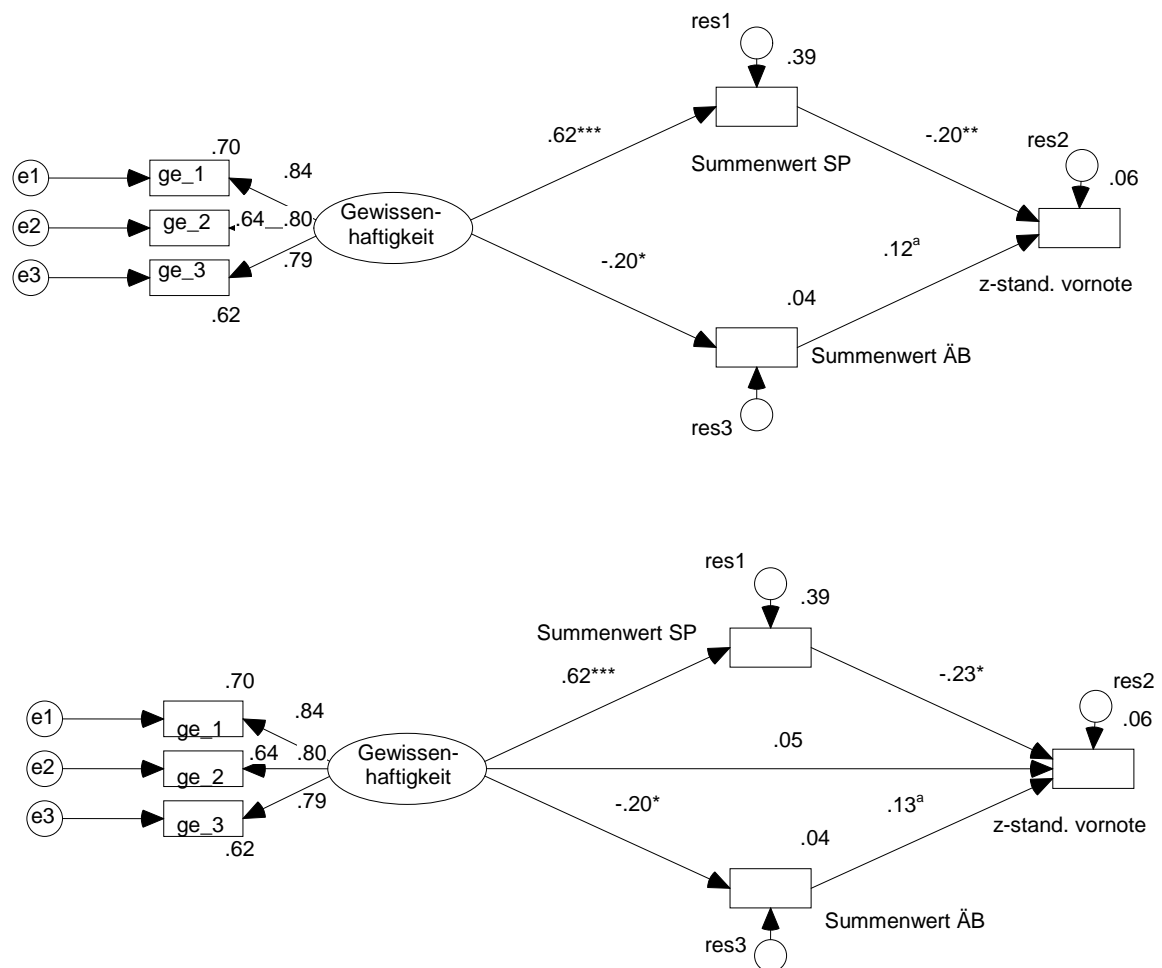 res1
.39
.62***
-.20**
res2
.06
.70
Summenwert SP
e1
ge_1
.84
e2
ge_2
.64
.80
Gewissen-
haftigkeit
e3
ge_3
.79
.62
-.20*
.12ª
z-stand. vornote
.04
Summenwert ÄB
res3
res1
.39
Summenwert SP
.62***
-.23*
res2
.06
.70
e1
ge_1
.84
e2
ge_2
.64
.80
Gewissen-
haftigkeit
.05
e3
ge_3
.79
.62
-.20*
.13ª
z-stand. vornote
.04
Summenwert ÄB
res3